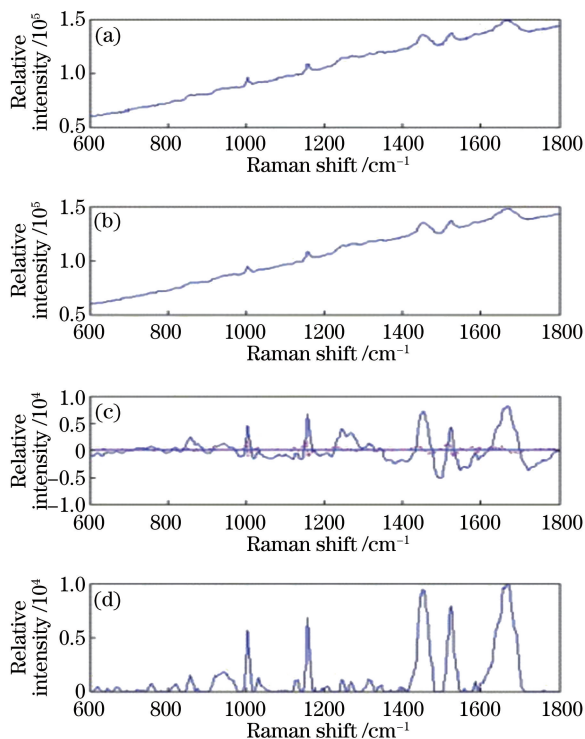 Relative
intensity /10⁵
1.5
1.0
0.5
(a)
600 800 1000 1200 1400 1600 1800
Raman shift /cm⁻¹
Relative
intensity /10⁵
1.5
1.0
0.5
(b)
600 800 1000 1200 1400 1600 1800
Raman shift /cm⁻¹
Relative
intensity /10⁴
1.0
0.5
0
−0.5
−1.0
(c)
600 800 1000 1200 1400 1600 1800
Raman shift /cm⁻¹
Relative
intensity /10⁴
1.0
0.5
0
(d)
600 800 1000 1200 1400 1600 1800
Raman shift /cm⁻¹